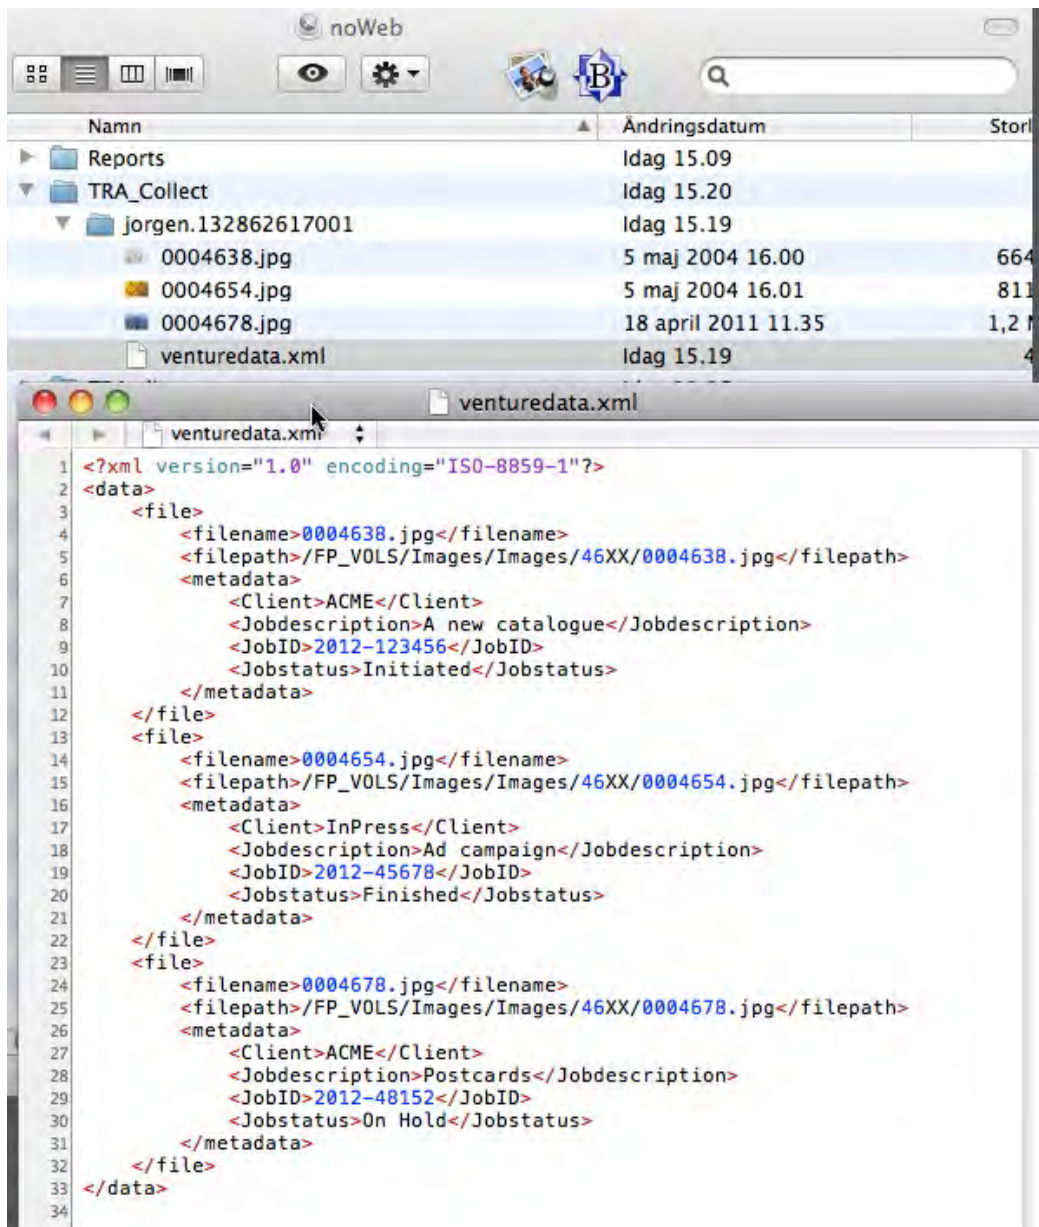 noWeb
B
Namn Ändringsdatum Storl
Reports Idag 15.09
TRA_Collect Idag 15.20
jorgen.132862617001 Idag 15.19
0004638.jpg 5 maj 2004 16.00 664
0004654.jpg 5 maj 2004 16.01 811
0004678.jpg 18 april 2011 11.35 1,2
venturedata.xml Idag 15.19 4
venturedata.xml
venturedata.xml
1 <?xml version="1.0" encoding="ISO-8859-1"?>
2 <data>
3 <file>
4 <filename>0004638.jpg</filename>
5 <filepath>/FP_VOLS/Images/Images/46XX/0004638.jpg</filepath>
6 <metadata>
7 <Client>ACME</Client>
8 <Jobdescription>A new catalogue</Jobdescription>
9 <JobID>2012-123456</JobID>
10 <Jobstatus>Initiated</Jobstatus>
11 </metadata>
12 </file>
13 <file>
14 <filename>0004654.jpg</filename>
15 <filepath>/FP_VOLS/Images/Images/46XX/0004654.jpg</filepath>
16 <metadata>
17 <Client>InPress</Client>
18 <Jobdescription>Ad campaign</Jobdescription>
19 <JobID>2012-45678</JobID>
20 <Jobstatus>Finished</Jobstatus>
21 </metadata>
22 </file>
23 <file>
24 <filename>0004678.jpg</filename>
25 <filepath>/FP_VOLS/Images/Images/46XX/0004678.jpg</filepath>
26 <metadata>
27 <Client>ACME</Client>
28 <Jobdescription>Postcards</Jobdescription>
29 <JobID>2012-48152</JobID>
30 <Jobstatus>On Hold</Jobstatus>
31 </metadata>
32 </file>
33 </data>
34